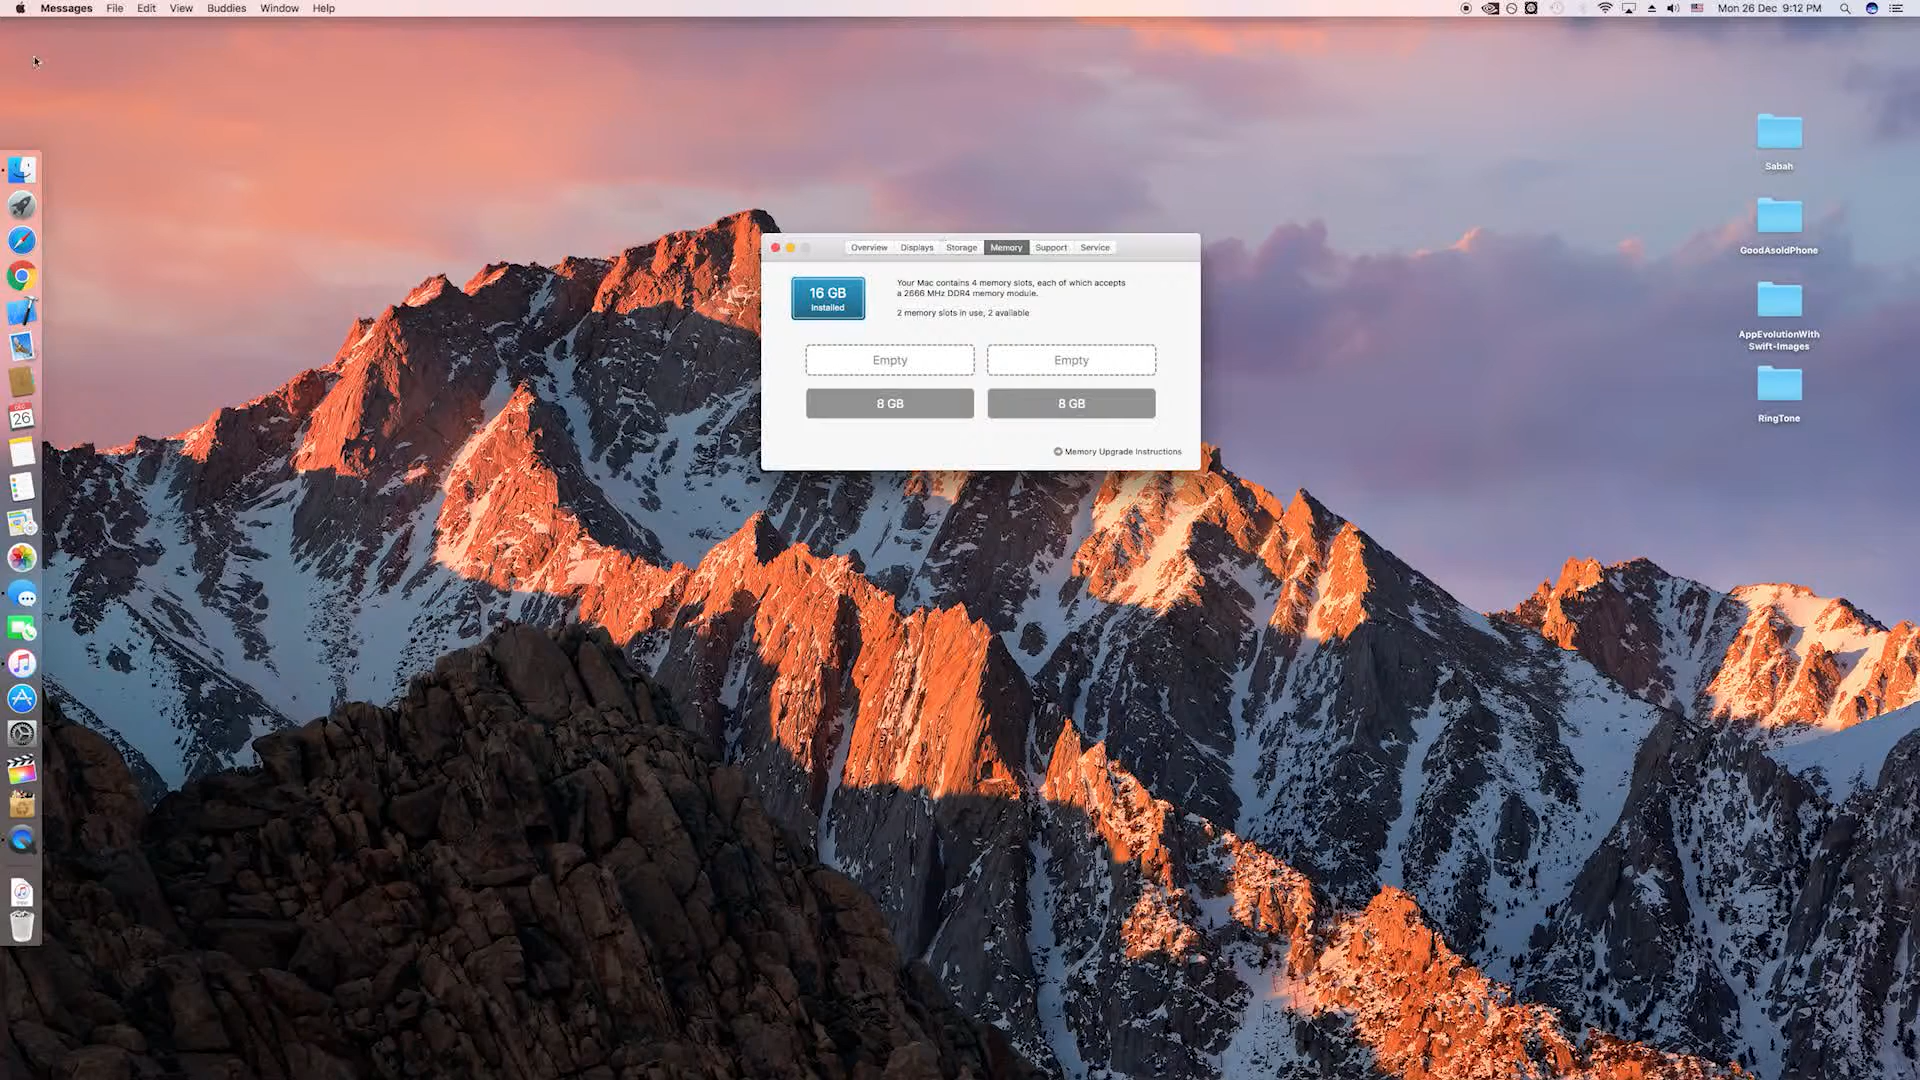 Messages File Edit View Buddies Window Help
Mon 26 Dec 9:12 PM
Sabah
GoodAsoldPhone
AppEvolutionWith
Swift-Images
RingTone
Overview Displays Storage Memory Support Service
16 GB
Installed
Your Mac contains 4 memory slots, each of which accepts
a 2666 MHz DDR4 memory module.
2 memory slots in use, 2 available
Empty Empty
8 GB 8 GB
Memory Upgrade Instructions
DEC
26